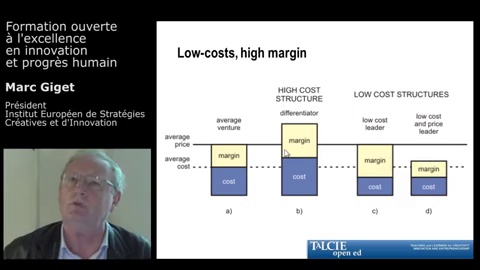 Formation ouverte
à l'excellence
en innovation
et progrès humain
Marc Giget
Président
Institut Européen de Stratégies
Créatives et d'Innovation
Low-costs, high margin
HIGH COST
STRUCTURE
LOW COST STRUCTURES
average
venture
differentiator
low cost
leader
low cost
and price
leader
average
price
average
cost
margin
cost
margin
cost
margin
cost
margin
cost
a)
b)
c)
d)
TALCIE
open ed